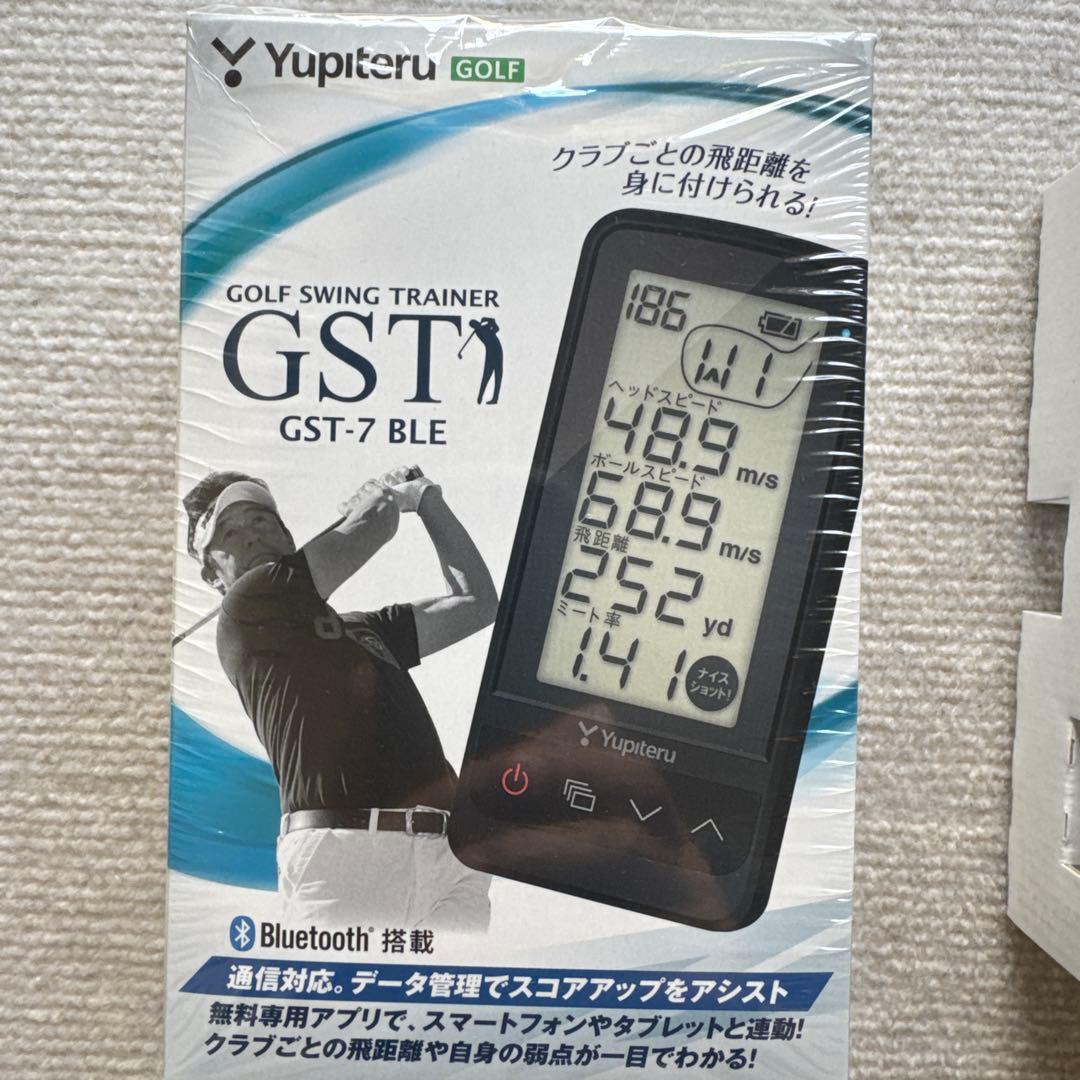 Yupiteru GOLF
クラブごとの飛距離を
身に付けられる!
GOLF SWING TRAINER
GST
GST-7 BLE
186
W1
ヘッドスピード
48.9 m/s
ボールスピード
68.9 m/s
飛距離
252 yd
ミート率
1.41
ナイス
ショット!
Yupiteru
Bluetooth® 搭載
通信対応。データ管理でスコアアップをアシスト
無料専用アプリで、スマートフォンやタブレットと連動!
クラブごとの飛距離や自身の弱点が一目でわかる!